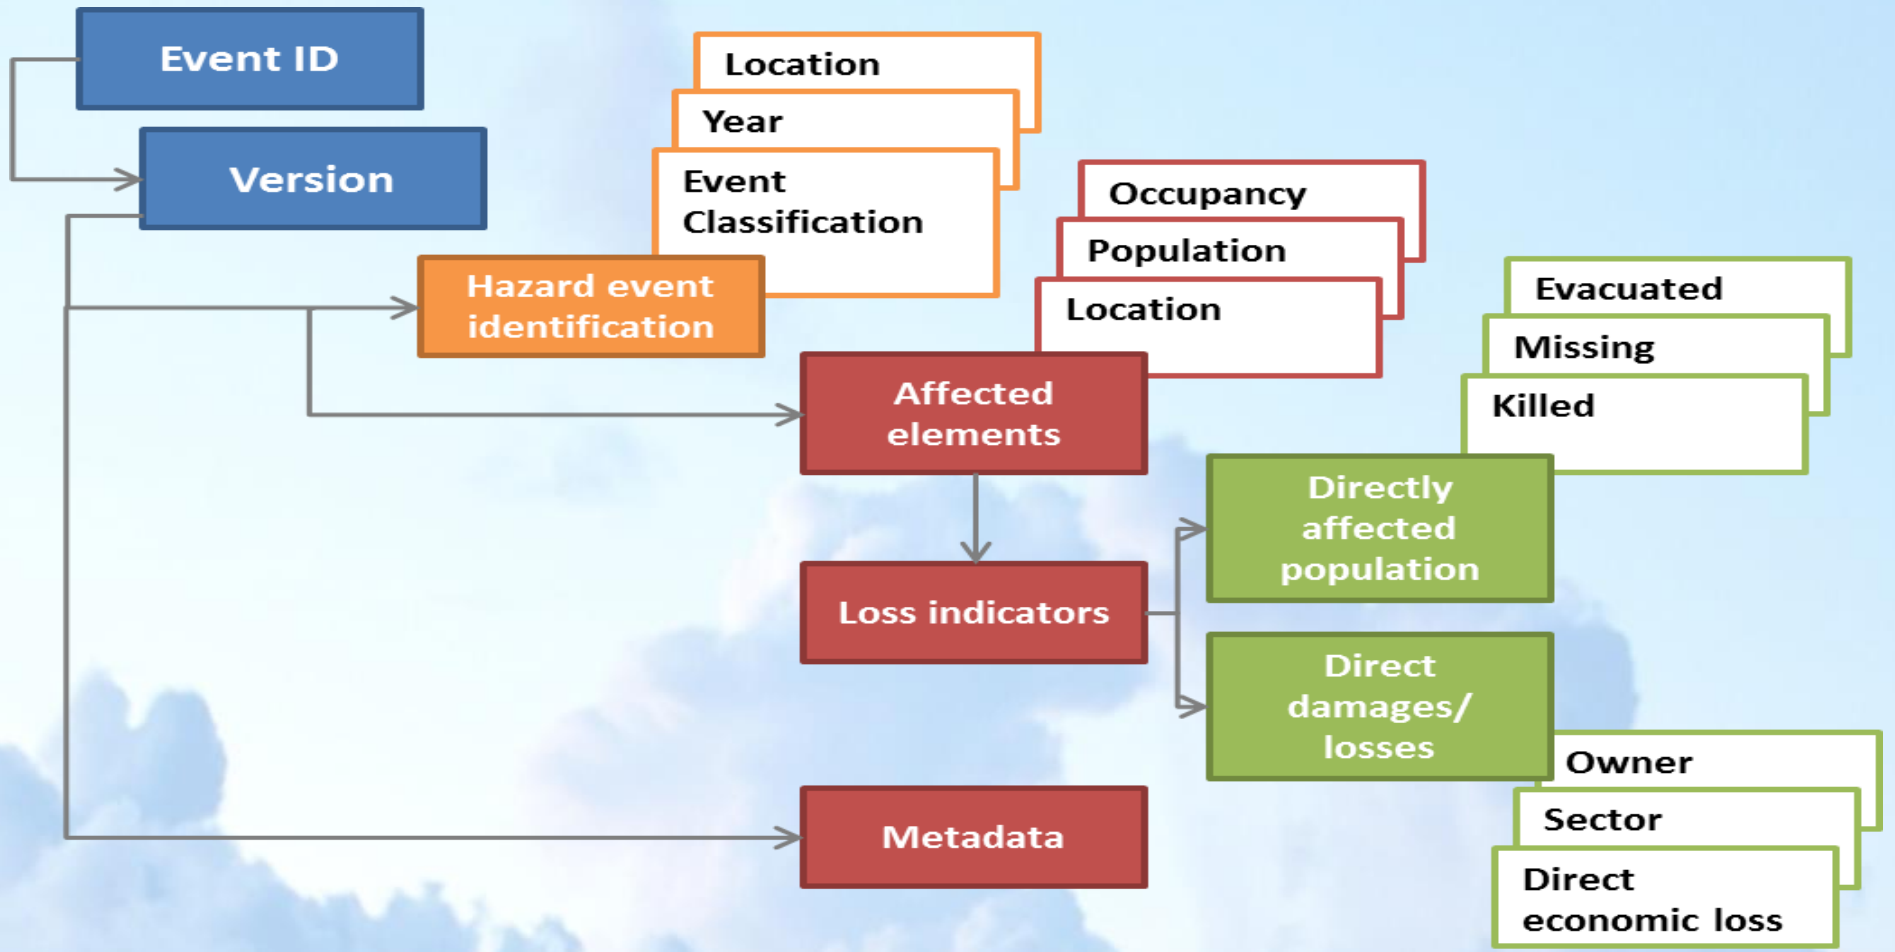 Event ID
Version
Location
Year
Event
Classification
Hazard event
identification
Occupancy
Population
Location
Affected
elements
Evacuated
Missing
Killed
Directly
affected
population
Loss indicators
Direct
damages/
losses
Owner
Sector
Direct
economic loss
Metadata